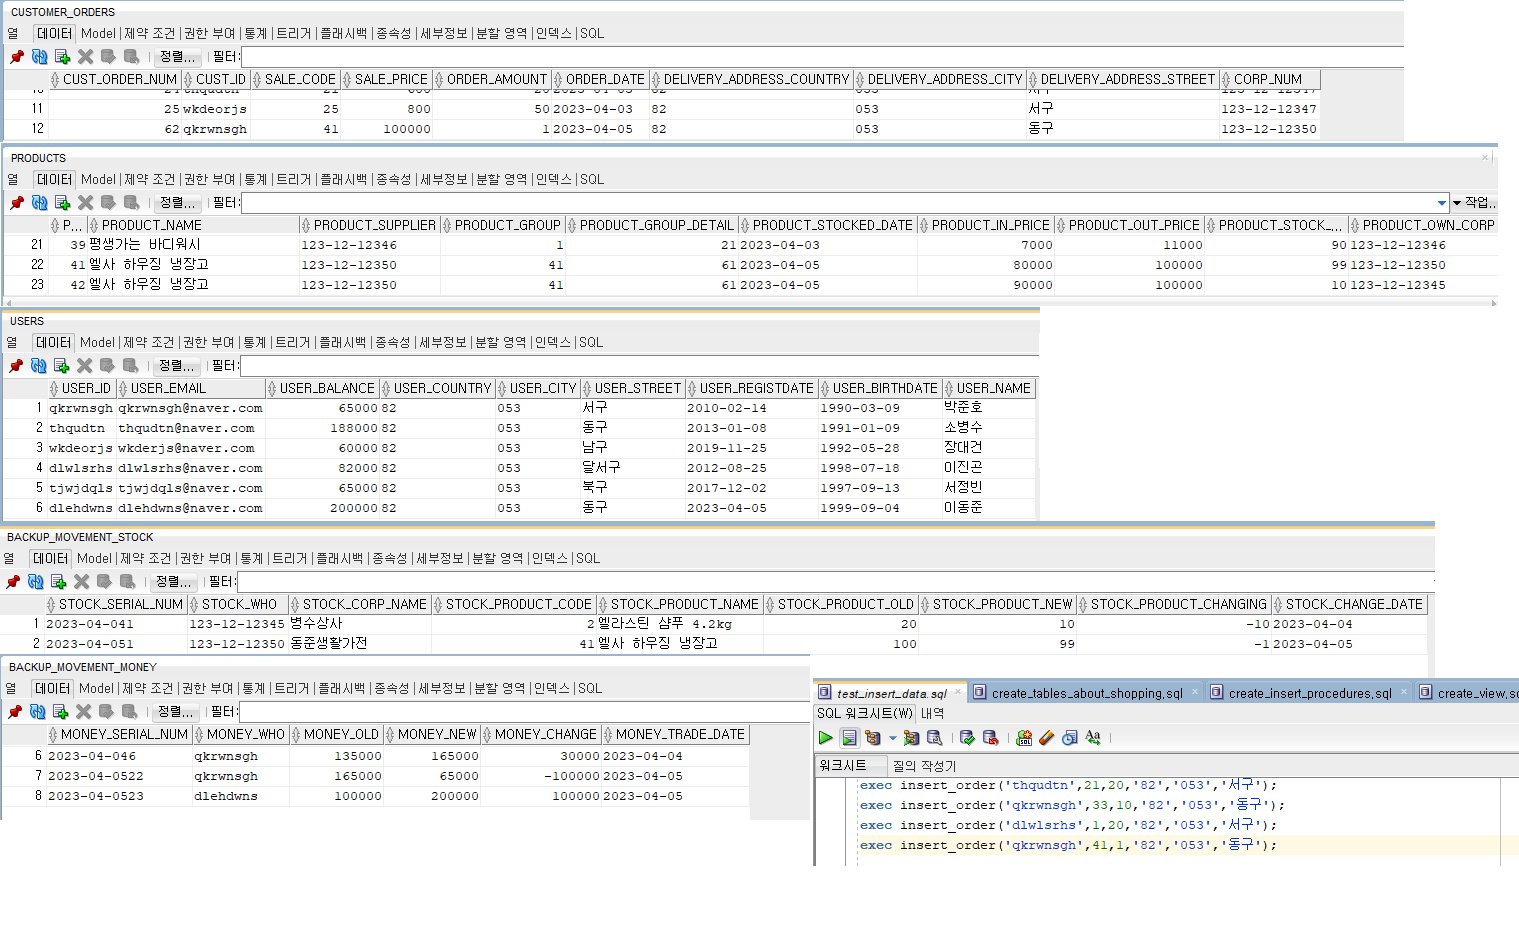 CUSTOMER_ORDERS
열 데이터 Model 제약 조건 권한 부여 통계 트리거 플래시백 종속성 세부정보 분할 영역 인덱스 SQL
정렬... 필터:
CUST_ORDER_NUM CUST_ID SALE_CODE SALE_PRICE ORDER_AMOUNT ORDER_DATE DELIVERY_ADDRESS_COUNTRY DELIVERY_ADDRESS_CITY DELIVERY_ADDRESS_STREET CORP_NUM
11 25 wkdeorjs 25 800 50 2023-04-03 82 053 서구 123-12-12347
12 62 qkrwnsgh 41 100000 1 2023-04-05 82 053 동구 123-12-12350
PRODUCTS
열 데이터 Model 제약 조건 권한 부여 통계 트리거 플래시백 종속성 세부정보 분할 영역 인덱스 SQL
정렬... 필터: 작업..
P... PRODUCT_NAME PRODUCT_SUPPLIER PRODUCT_GROUP PRODUCT_GROUP_DETAIL PRODUCT_STOCKED_DATE PRODUCT_IN_PRICE PRODUCT_OUT_PRICE PRODUCT_STOCK_... PRODUCT_OWN_CORP
21 39 평생가는 바디워시 123-12-12346 1 21 2023-04-03 7000 11000 90 123-12-12346
22 41 엘사 하우징 냉장고 123-12-12350 41 61 2023-04-05 80000 100000 99 123-12-12350
23 42 엘사 하우징 냉장고 123-12-12350 41 61 2023-04-05 90000 100000 10 123-12-12345
USERS
열 데이터 Model 제약 조건 권한 부여 통계 트리거 플래시백 종속성 세부정보 분할 영역 인덱스 SQL
정렬... 필터:
USER_ID USER_EMAIL USER_BALANCE USER_COUNTRY USER_CITY USER_STREET USER_REGISTDATE USER_BIRTHDATE USER_NAME
1 qkrwnsgh qkrwnsgh@naver.com 65000 82 053 서구 2010-02-14 1990-03-09 박준호
2 thqudtn thqudtn@naver.com 188000 82 053 동구 2013-01-08 1991-01-09 소병수
3 wkdeorjs wkderjs@naver.com 60000 82 053 남구 2019-11-25 1992-05-28 장대건
4 dlwlsrhs dlwlsrhs@naver.com 82000 82 053 달서구 2012-08-25 1998-07-18 이진곤
5 tjwjdqls tjwjdqls@naver.com 65000 82 053 북구 2017-12-02 1997-09-13 서정빈
6 dlehdwns dlehdwns@naver.com 200000 82 053 동구 2023-04-05 1999-09-04 이동준
BACKUP_MOVEMENT_STOCK
열 데이터 Model 제약 조건 권한 부여 통계 트리거 플래시백 종속성 세부정보 분할 영역 인덱스 SQL
정렬... 필터:
STOCK_SERIAL_NUM STOCK_WHO STOCK_CORP_NAME STOCK_PRODUCT_CODE STOCK_PRODUCT_NAME STOCK_PRODUCT_OLD STOCK_PRODUCT_NEW STOCK_PRODUCT_CHANGING STOCK_CHANGE_DATE
1 2023-04-041 123-12-12345 병수상사 2 엘라스틴 샴푸 4.2kg 20 10 -10 2023-04-04
2 2023-04-051 123-12-12350 동준생활가전 41 엘사 하우징 냉장고 100 99 -1 2023-04-05
BACKUP_MOVEMENT_MONEY
열 데이터 Model 제약 조건 권한 부여 통계 트리거 플래시백 종속성 세부정보 분할 영역 인덱스 SQL
정렬... 필터:
MONEY_SERIAL_NUM MONEY_WHO MONEY_OLD MONEY_NEW MONEY_CHANGE MONEY_TRADE_DATE
6 2023-04-046 qkrwnsgh 135000 165000 30000 2023-04-04
7 2023-04-0522 qkrwnsgh 165000 65000 -100000 2023-04-05
8 2023-04-0523 dlehdwns 100000 200000 100000 2023-04-05
test_insert_data.sql create_tables_about_shopping.sql create_insert_procedures.sql create_view.sq
SQL 워크시트(W) 내역
워크시트 질의 작성기
exec insert_order('thqudtn',21,20,'82','053','서구');
exec insert_order('qkrwnsgh',33,10,'82','053','동구');
exec insert_order('dlwlsrhs',1,20,'82','053','서구');
exec insert_order('qkrwnsgh',41,1,'82','053','동구');